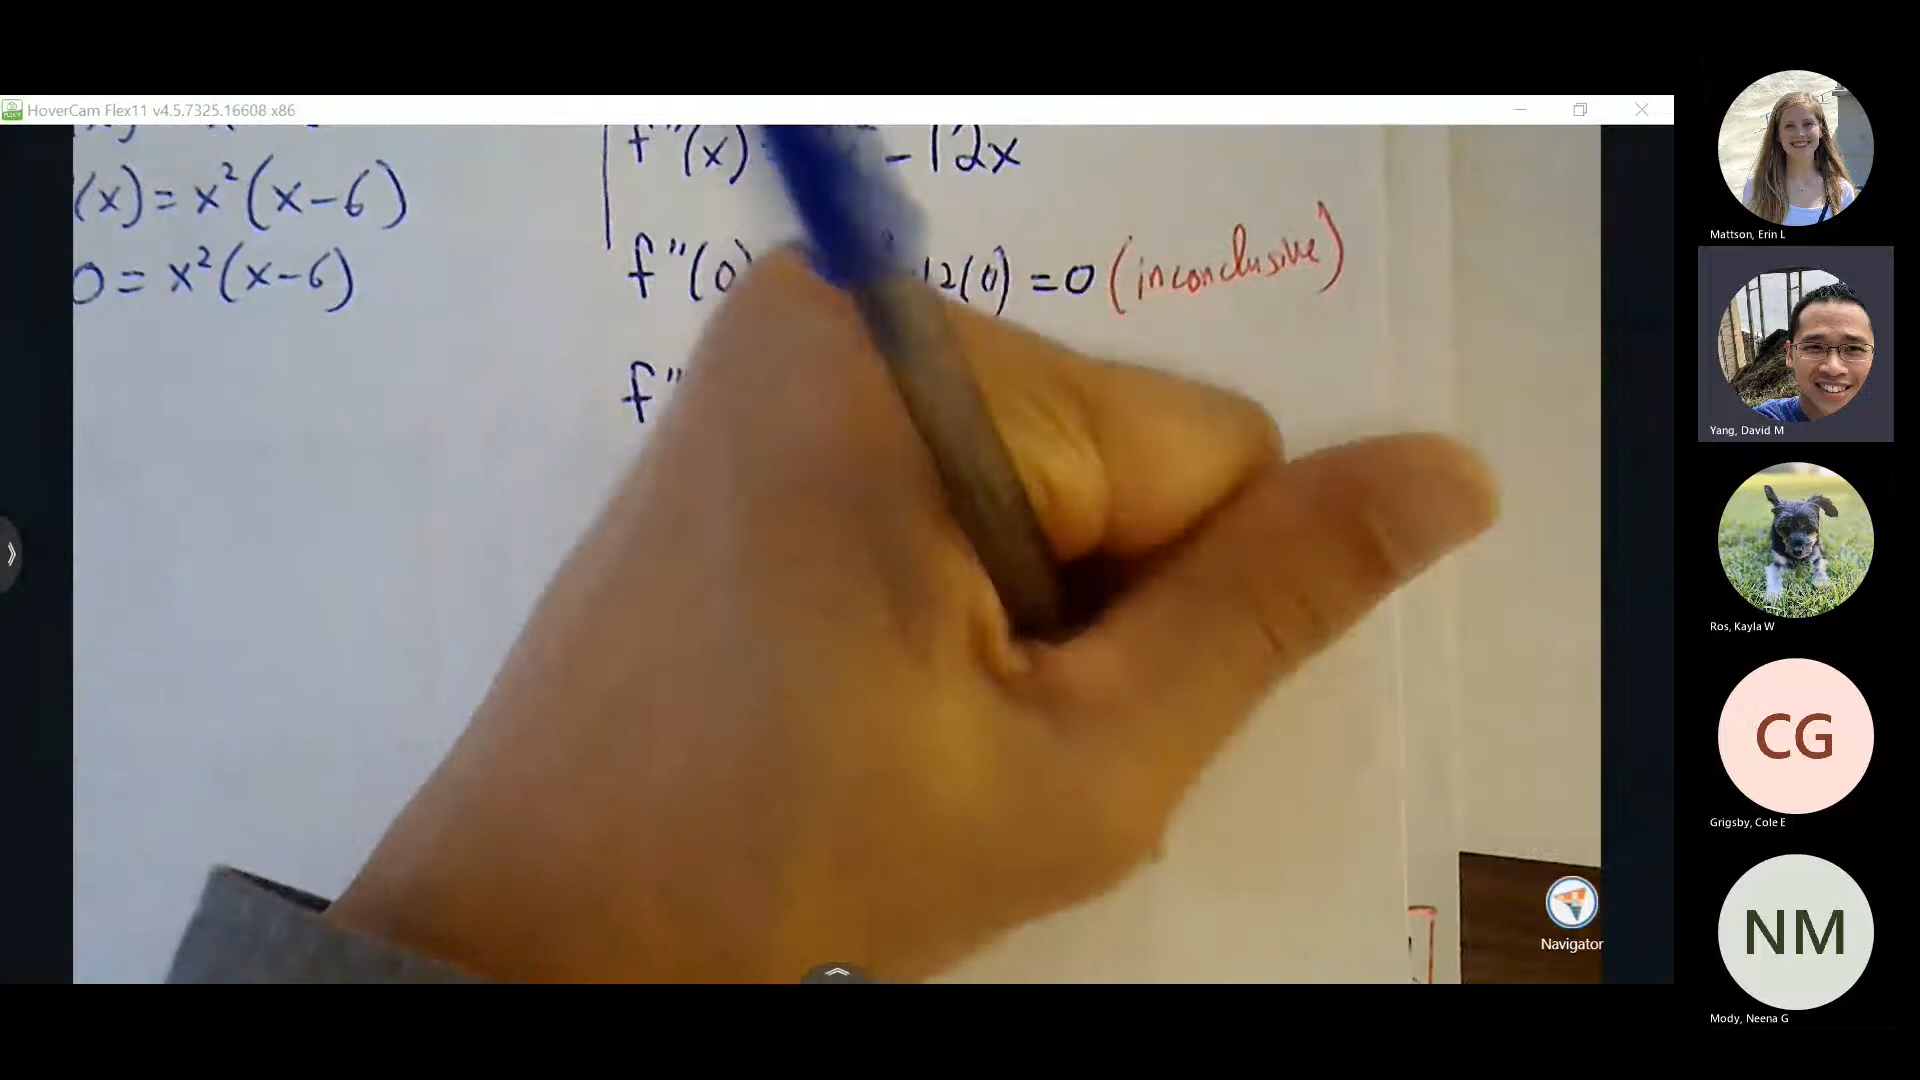 HoverCam Flex11 v4.5.7325.16608 x86
(x) = x²(x-6)
0 = x²(x-6)
f"(x) - 12x
f"(0) 12(0) = 0 (inconclusive)
f"
Navigator
Mattson, Erin L
Yang, David M
Ros, Kayla W
CG
Grigsby, Cole E
NM
Mody, Neena G